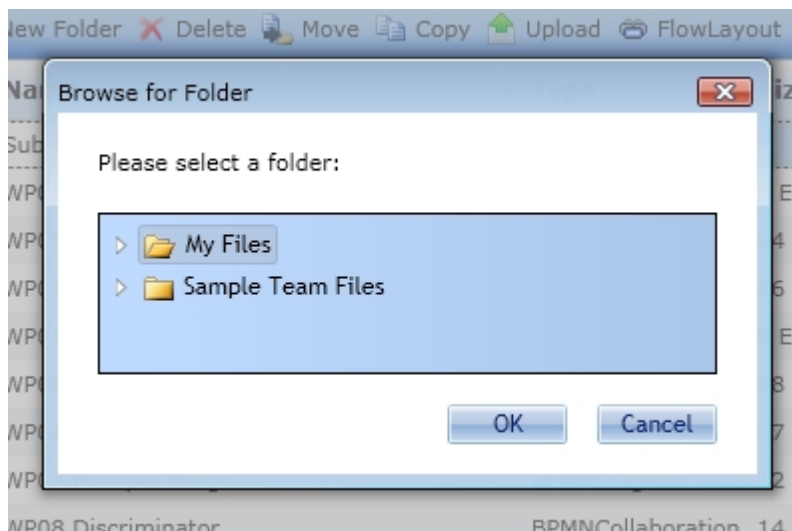 New Folder Delete Move Copy Upload FlowLayout
Browse for Folder
Please select a folder:
My Files
Sample Team Files
OK Cancel
WP08 Discriminator BPMNCollaboration 14